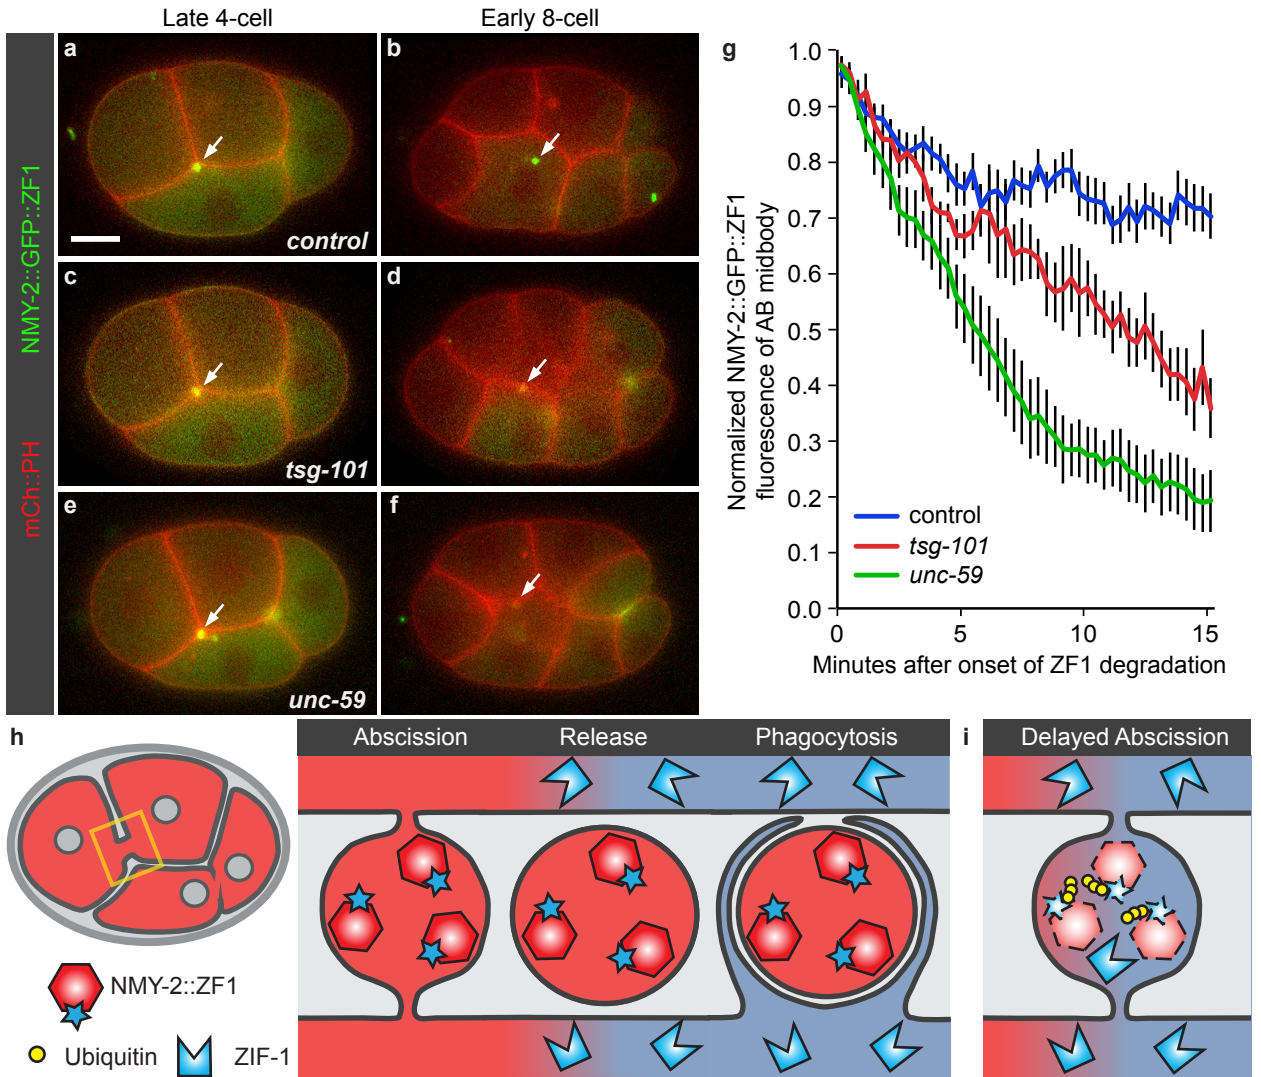 Late 4-cell
Early 8-cell
NMY-2::GFP::ZF1
mCh::PH
a
control
b
c
tsg-101
d
e
unc-59
f
g
Normalized NMY-2::GFP::ZF1
fluorescence of AB midbody
1.0
0.9
0.8
0.7
0.6
0.5
0.4
0.3
0.2
0.1
0.0
control
tsg-101
unc-59
0
5
10
15
Minutes after onset of ZF1 degradation
h
NMY-2::ZF1
Ubiquitin
ZIF-1
Abscission
Release
Phagocytosis
i
Delayed Abscission